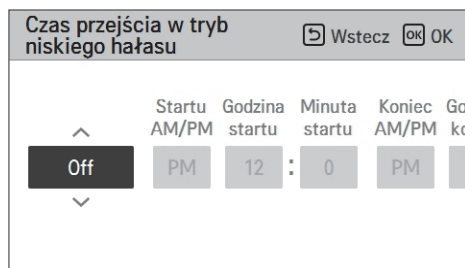 Czas przejścia w tryb
niskiego hałasu
Wstecz OK OK
Startu Godzina Minuta Koniec
AM/PM startu startu AM/PM
Off PM 12 : 0 PM